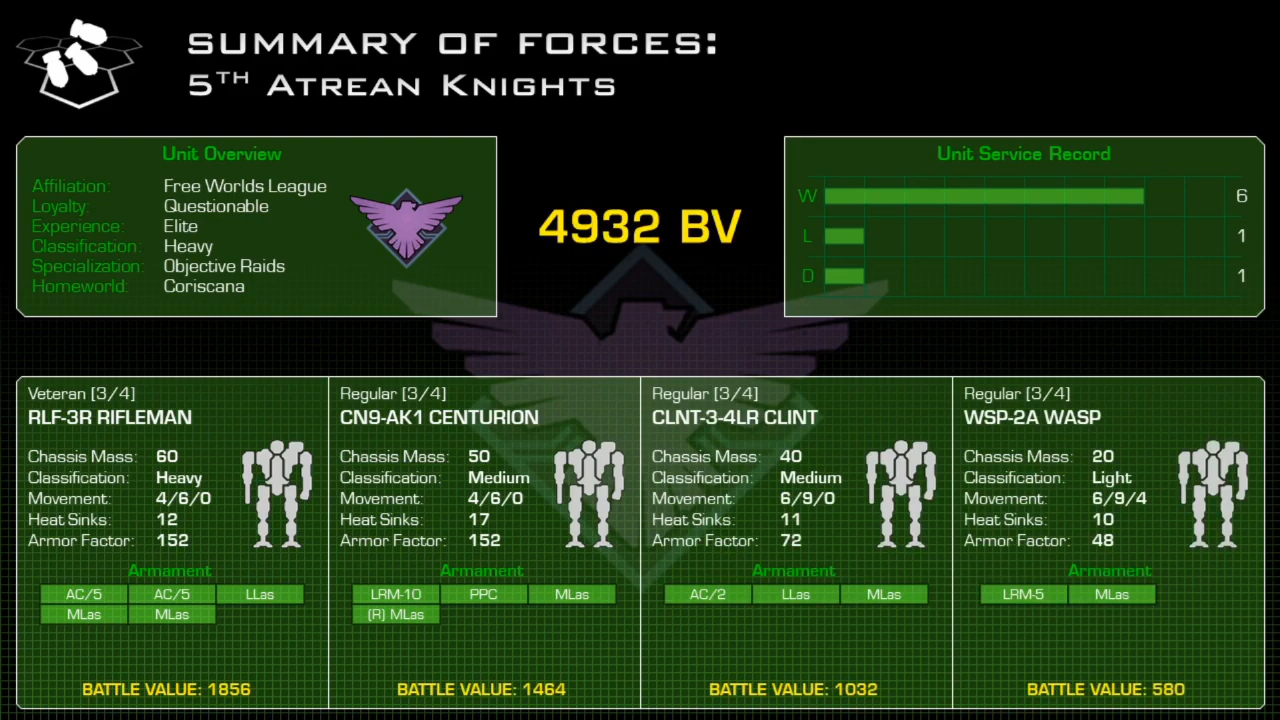 SUMMARY OF FORCES:
5TH ATREAN KNIGHTS
Unit Overview
Affiliation: Free Worlds League
Loyalty: Questionable
Experience: Elite
Classification: Heavy
Specialization: Objective Raids
Homeworld: Coriscana
4932 BV
Unit Service Record
W 6
L 1
D 1
Veteran [3/4]
RLF-3R RIFLEMAN
Chassis Mass: 60
Classification: Heavy
Movement: 4/6/0
Heat Sinks: 12
Armor Factor: 152
Armament
AC/5 AC/5 LLas
MLas MLas
BATTLE VALUE: 1856
Regular [3/4]
CN9-AK1 CENTURION
Chassis Mass: 50
Classification: Medium
Movement: 4/6/0
Heat Sinks: 17
Armor Factor: 152
Armament
LRM-10 PPC MLas
(R) MLas
BATTLE VALUE: 1464
Regular [3/4]
CLNT-3-4LR CLINT
Chassis Mass: 40
Classification: Medium
Movement: 6/9/0
Heat Sinks: 11
Armor Factor: 72
Armament
AC/2 LLas MLas
BATTLE VALUE: 1032
Regular [3/4]
WSP-2A WASP
Chassis Mass: 20
Classification: Light
Movement: 6/9/4
Heat Sinks: 10
Armor Factor: 48
Armament
LRM-5 MLas
BATTLE VALUE: 580